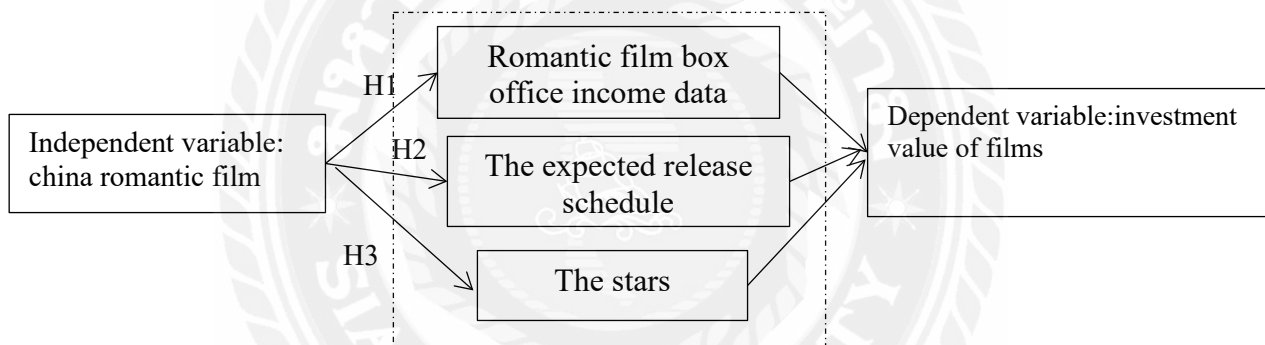 Romantic film box
office income data
H1
Independent variable:
china romantic film
Dependent variable:investment
value of films
H2
The expected release
schedule
H3
The stars